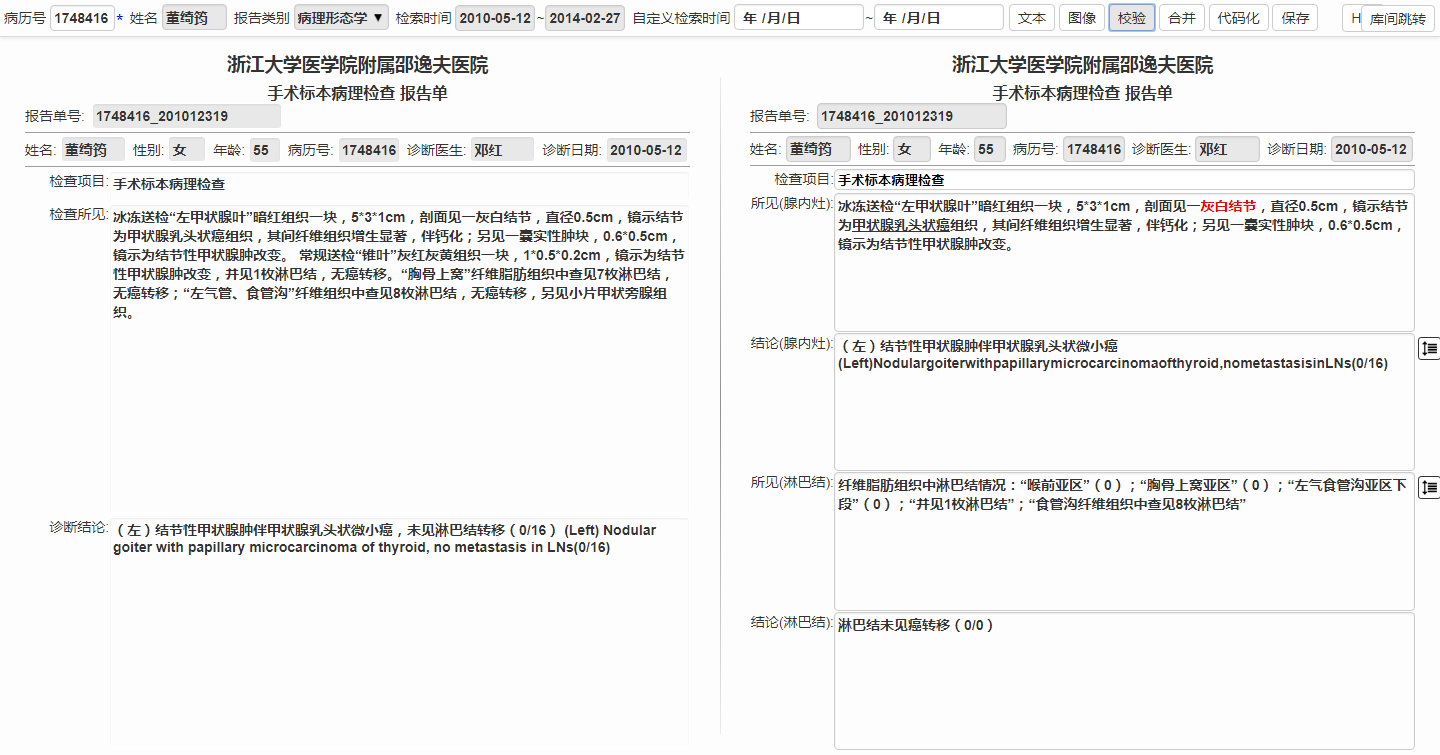 病历号 1748416 * 姓名 董绮筠 报告类别 病理形态学 ▼ 检索时间 2010-05-12 ~ 2014-02-27 自定义检索时间 年 /月/日 ~ 年 /月/日 文本 图像 校验 合并 代码化 保存 H 库间跳转
浙江大学医学院附属邵逸夫医院
手术标本病理检查 报告单
报告单号: 1748416_201012319
姓名: 董绮筠 性别: 女 年龄: 55 病历号: 1748416 诊断医生: 邓红 诊断日期: 2010-05-12
检查项目: 手术标本病理检查
检查所见: 冰冻送检“左甲状腺叶”暗红组织一块，5*3*1cm，剖面见一灰白结节，直径0.5cm，镜示结节
为甲状腺乳头状癌组织，其间纤维组织增生显著，伴钙化；另见一囊实性肿块，0.6*0.5cm，
镜示为结节性甲状腺肿改变。 常规送检“锥叶”灰红灰黄组织一块，1*0.5*0.2cm，镜示为结节
性甲状腺肿改变，井见1枚淋巴结，无癌转移。“胸骨上窝”纤维脂肪组织中查见7枚淋巴结，
无癌转移；“左气管、食管沟”纤维组织中查见8枚淋巴结，无癌转移，另见小片甲状旁腺组
织。
诊断结论: （左）结节性甲状腺肿伴甲状腺乳头状微小癌，未见淋巴结转移（0/16） (Left) Nodular
goiter with papillary microcarcinoma of thyroid, no metastasis in LNs(0/16)
浙江大学医学院附属邵逸夫医院
手术标本病理检查 报告单
报告单号: 1748416_201012319
姓名: 董绮筠 性别: 女 年龄: 55 病历号: 1748416 诊断医生: 邓红 诊断日期: 2010-05-12
检查项目: 手术标本病理检查
所见(腺内灶): 冰冻送检“左甲状腺叶”暗红组织一块，5*3*1cm，剖面见一灰白结节，直径0.5cm，镜示结节
为甲状腺乳头状癌组织，其间纤维组织增生显著，伴钙化；另见一囊实性肿块，0.6*0.5cm，
镜示为结节性甲状腺肿改变。
结论(腺内灶): （左）结节性甲状腺肿伴甲状腺乳头状微小癌
(Left)Nodulargoiterwithpapillarymicrocarcinomaofthyroid,nometastasisinLNs(0/16)
所见(淋巴结): 纤维脂肪组织中淋巴结情况：“喉前亚区”（0）；“胸骨上窝亚区”（0）；“左气食管沟亚区下
段”（0）；“井见1枚淋巴结”；“食管沟纤维组织中查见8枚淋巴结”
结论(淋巴结): 淋巴结未见癌转移（0/0）